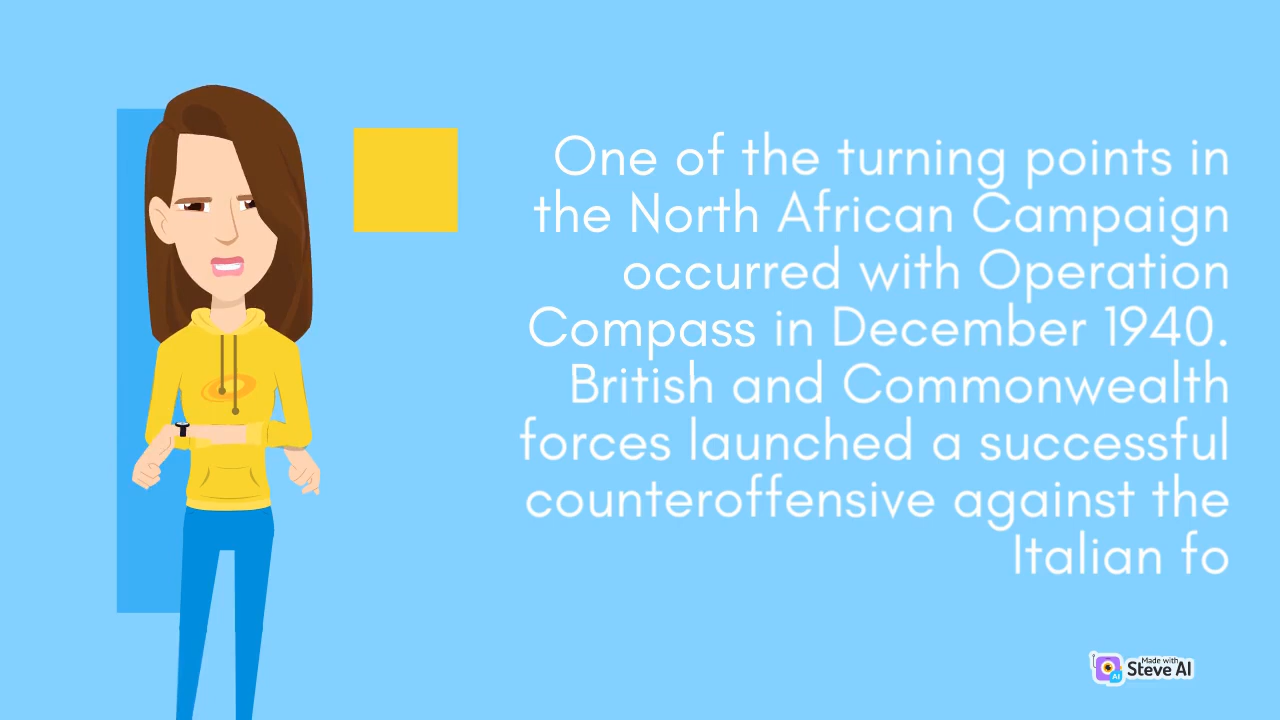 One of the turning points in
the North African Campaign
occurred with Operation
Compass in December 1940.
British and Commonwealth
forces launched a successful
counteroffensive against the
Italian fo
Made with
Steve AI
AI